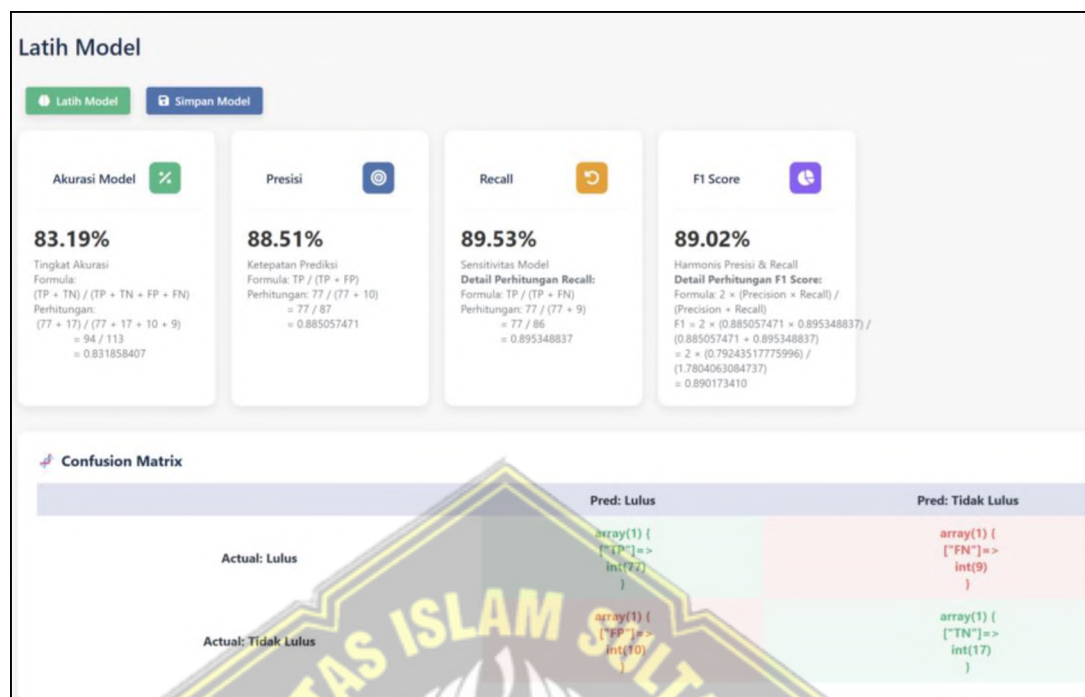 Latih Model
Latih Model
Simpan Model
Akurasi Model
83.19%
Tingkat Akurasi
Formula:
(TP + TN) / (TP + TN + FP + FN)
Perhitungan:
(77 + 17) / (77 + 17 + 10 + 9)
= 94 / 113
= 0.831858407
Presisi
88.51%
Ketepatan Prediksi
Formula: TP / (TP + FP)
Perhitungan: 77 / (77 + 10)
= 77 / 87
= 0.885057471
Recall
89.53%
Sensitivitas Model
Detail Perhitungan Recall:
Formula: TP / (TP + FN)
Perhitungan: 77 / (77 + 9)
= 77 / 86
= 0.895348837
F1 Score
89.02%
Harmonis Presisi & Recall
Detail Perhitungan F1 Score:
Formula: 2 × (Precision × Recall) /
(Precision + Recall)
F1 = 2 × (0.885057471 × 0.895348837) /
(0.885057471 + 0.895348837)
= 2 × (0.79243517775996) /
(1.7804063084737)
= 0.890173410
Confusion Matrix
Pred: Lulus Pred: Tidak Lulus
Actual: Lulus
array(1) {
["TP"]=>
int(77)
}
array(1) {
["FN"]=>
int(9)
}
Actual: Tidak Lulus
array(1) {
["FP"]=>
int(10)
}
array(1) {
["TN"]=>
int(17)
}
ISLAM